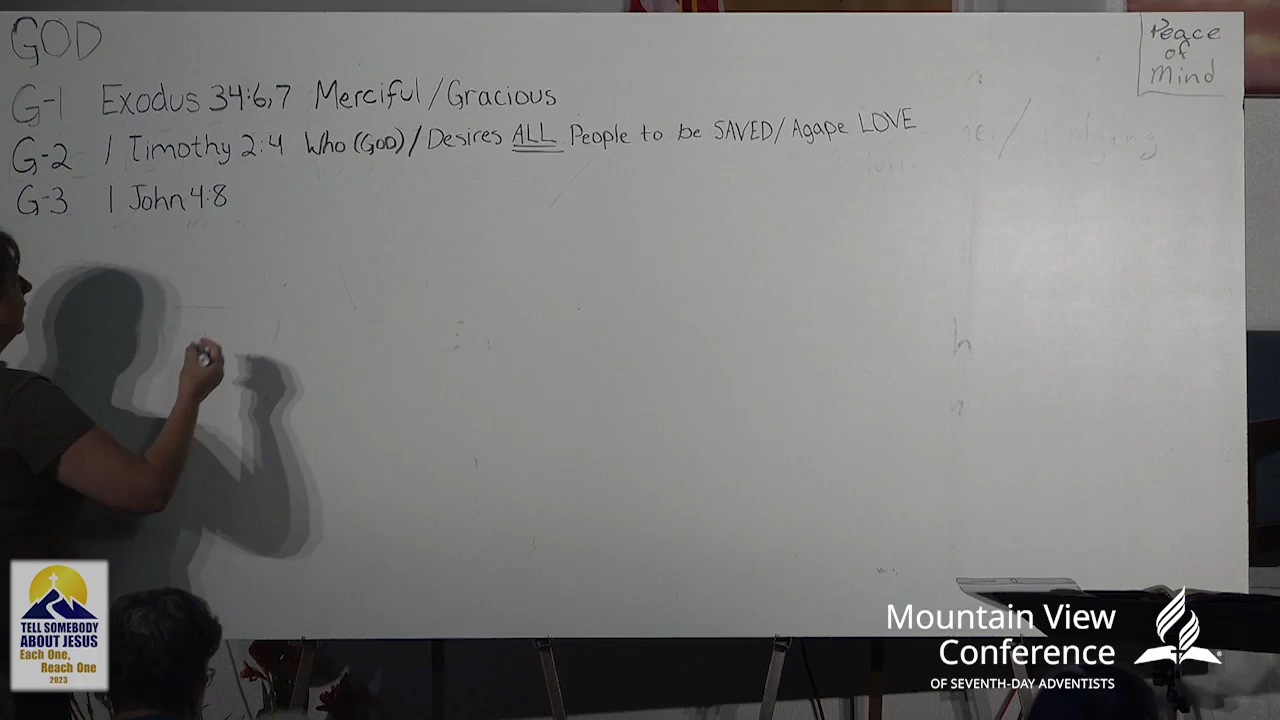 GOD
Peace
of
Mind
G-1 Exodus 34:6,7 Merciful/Gracious
G-2 1 Timothy 2:4 Who (GOD)/Desires ALL People to be SAVED/Agape LOVE
G-3 1 John 4:8
TELL SOMEBODY
ABOUT JESUS
Each One,
Reach One
2023
Mountain View
Conference
OF SEVENTH-DAY ADVENTISTS